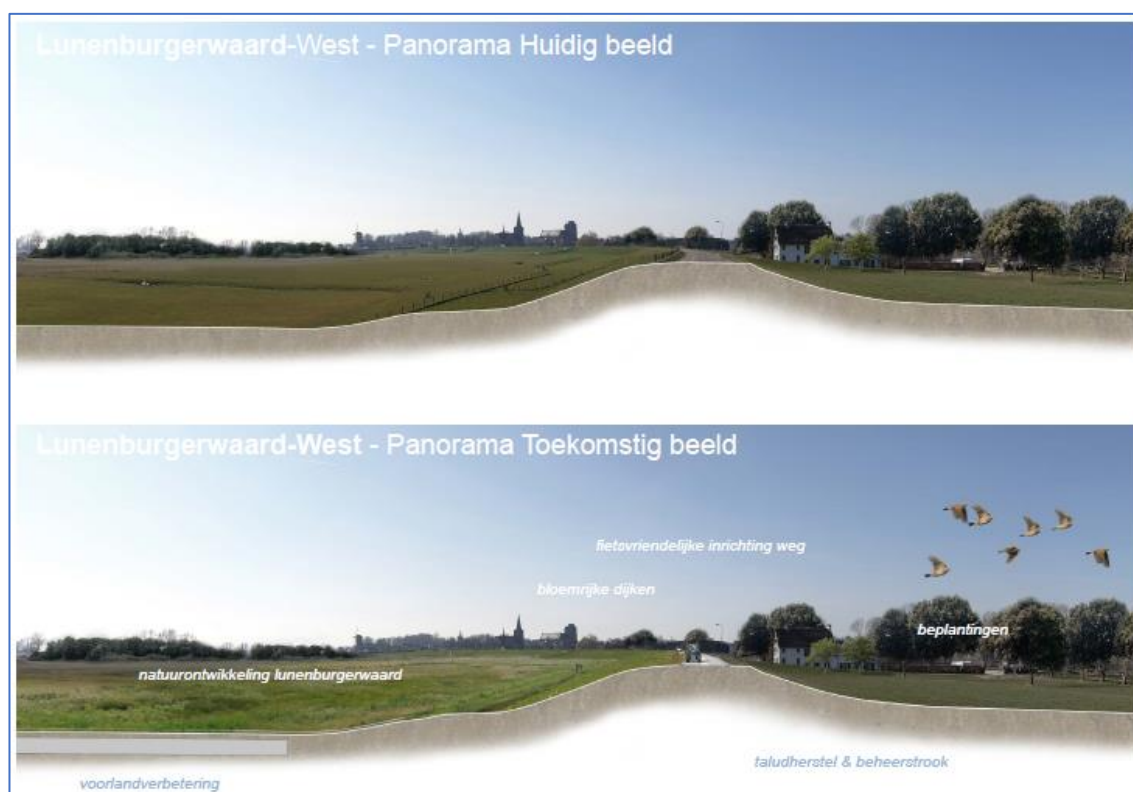 Lunenburgerwaard-West - Panorama Huidig beeld
Lunenburgerwaard-West - Panorama Toekomstig beeld
fietsvriendelijke inrichting weg
bloemrijke dijken
beplantingen
natuurontwikkeling lunenburgerwaard
taludherstel & beheerstrook
voorlandverbetering